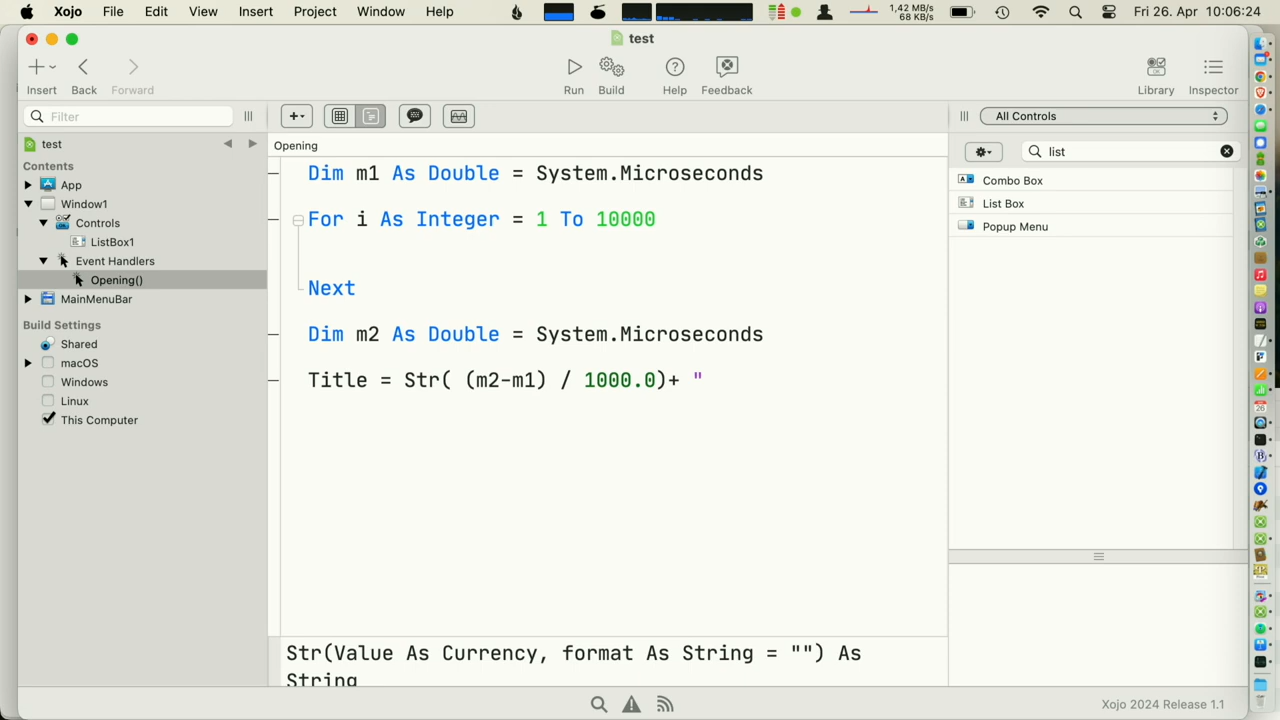 Xojo File Edit View Insert Project Window Help 1,42 MB/s 68 KB/s Fri 26. Apr 10:06:24
test
Insert Back Forward Run Build Help Feedback Library Inspector
Filter
All Controls
test
Opening
list
Contents
App
Window1
Controls
ListBox1
Event Handlers
Opening()
MainMenuBar
Build Settings
Shared
macOS
Windows
Linux
This Computer
Dim m1 As Double = System.Microseconds
For i As Integer = 1 To 10000
Next
Dim m2 As Double = System.Microseconds
Title = Str( (m2-m1) / 1000.0)+ "
Str(Value As Currency, format As String = "") As
String
Combo Box
List Box
Popup Menu
Xojo 2024 Release 1.1